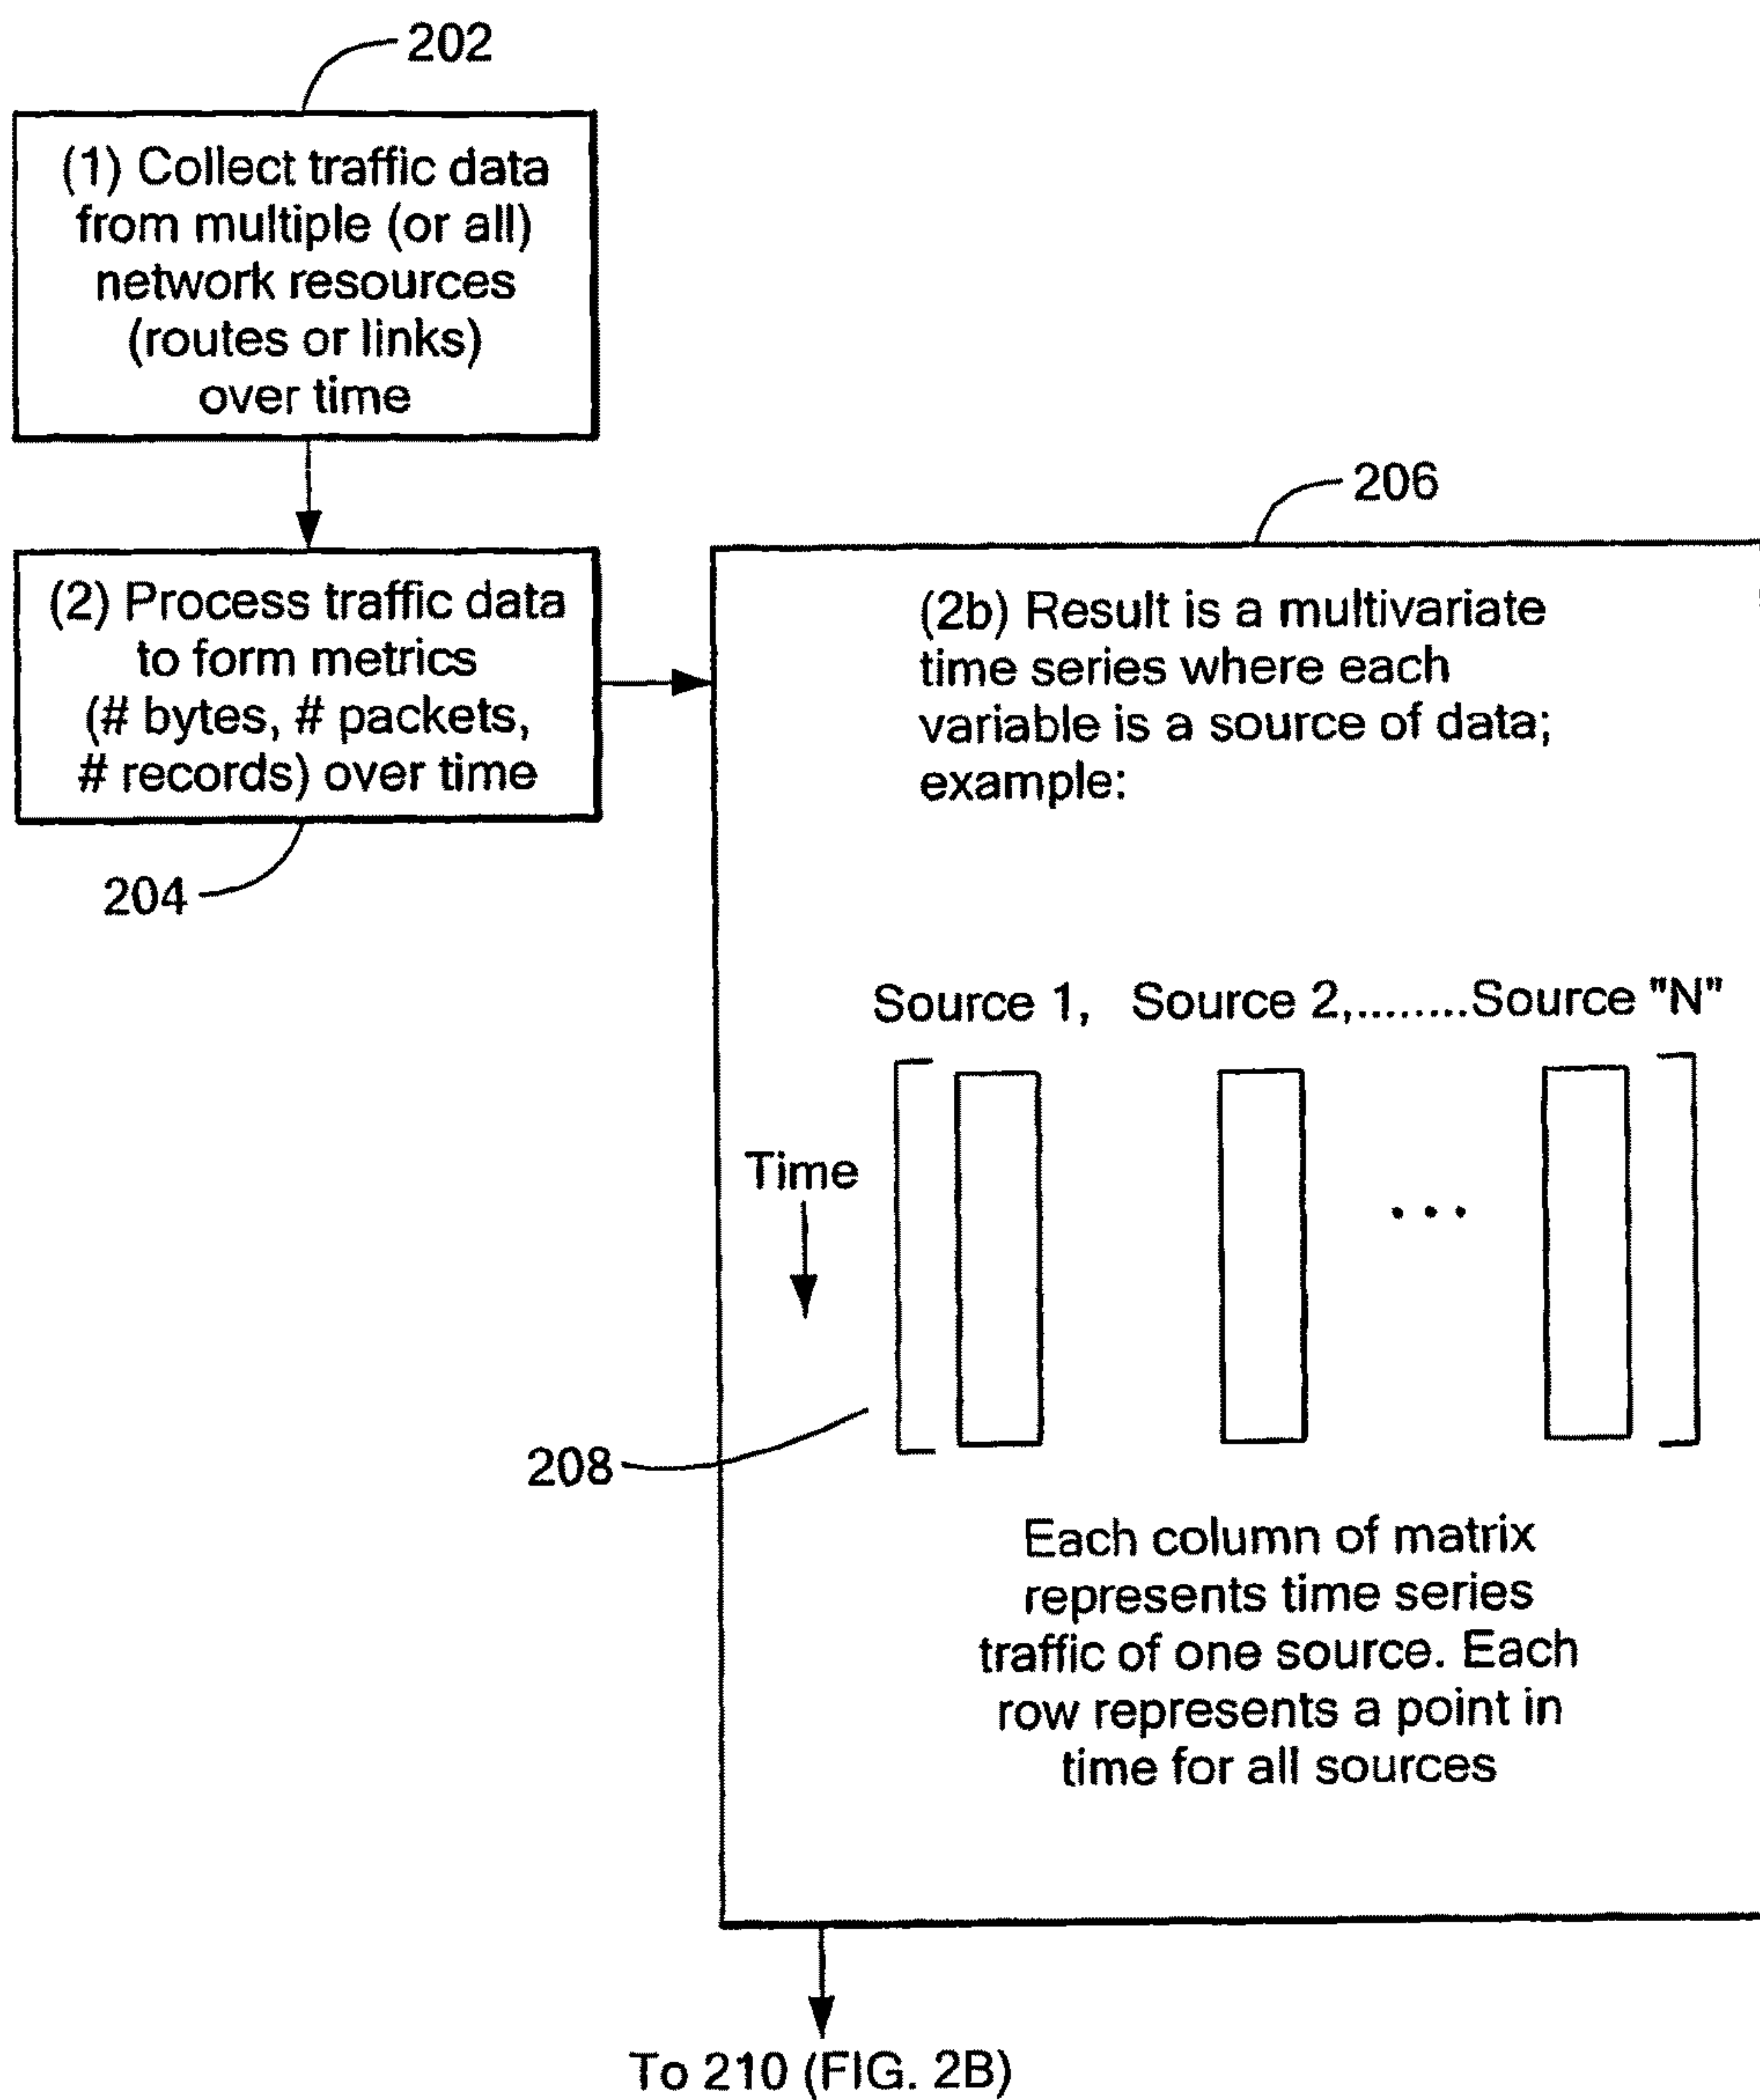 202
(1) Collect traffic data
from multiple (or all)
network resources
(routes or links)
over time
206
(2) Process traffic data
to form metrics
(# bytes, # packets,
# records) over time
204
(2b) Result is a multivariate
time series where each
variable is a source of data;
example:
Source 1, Source 2,........Source "N"
Time
...
208
Each column of matrix
represents time series
traffic of one source. Each
row represents a point in
time for all sources
To 210 (FIG. 2B)